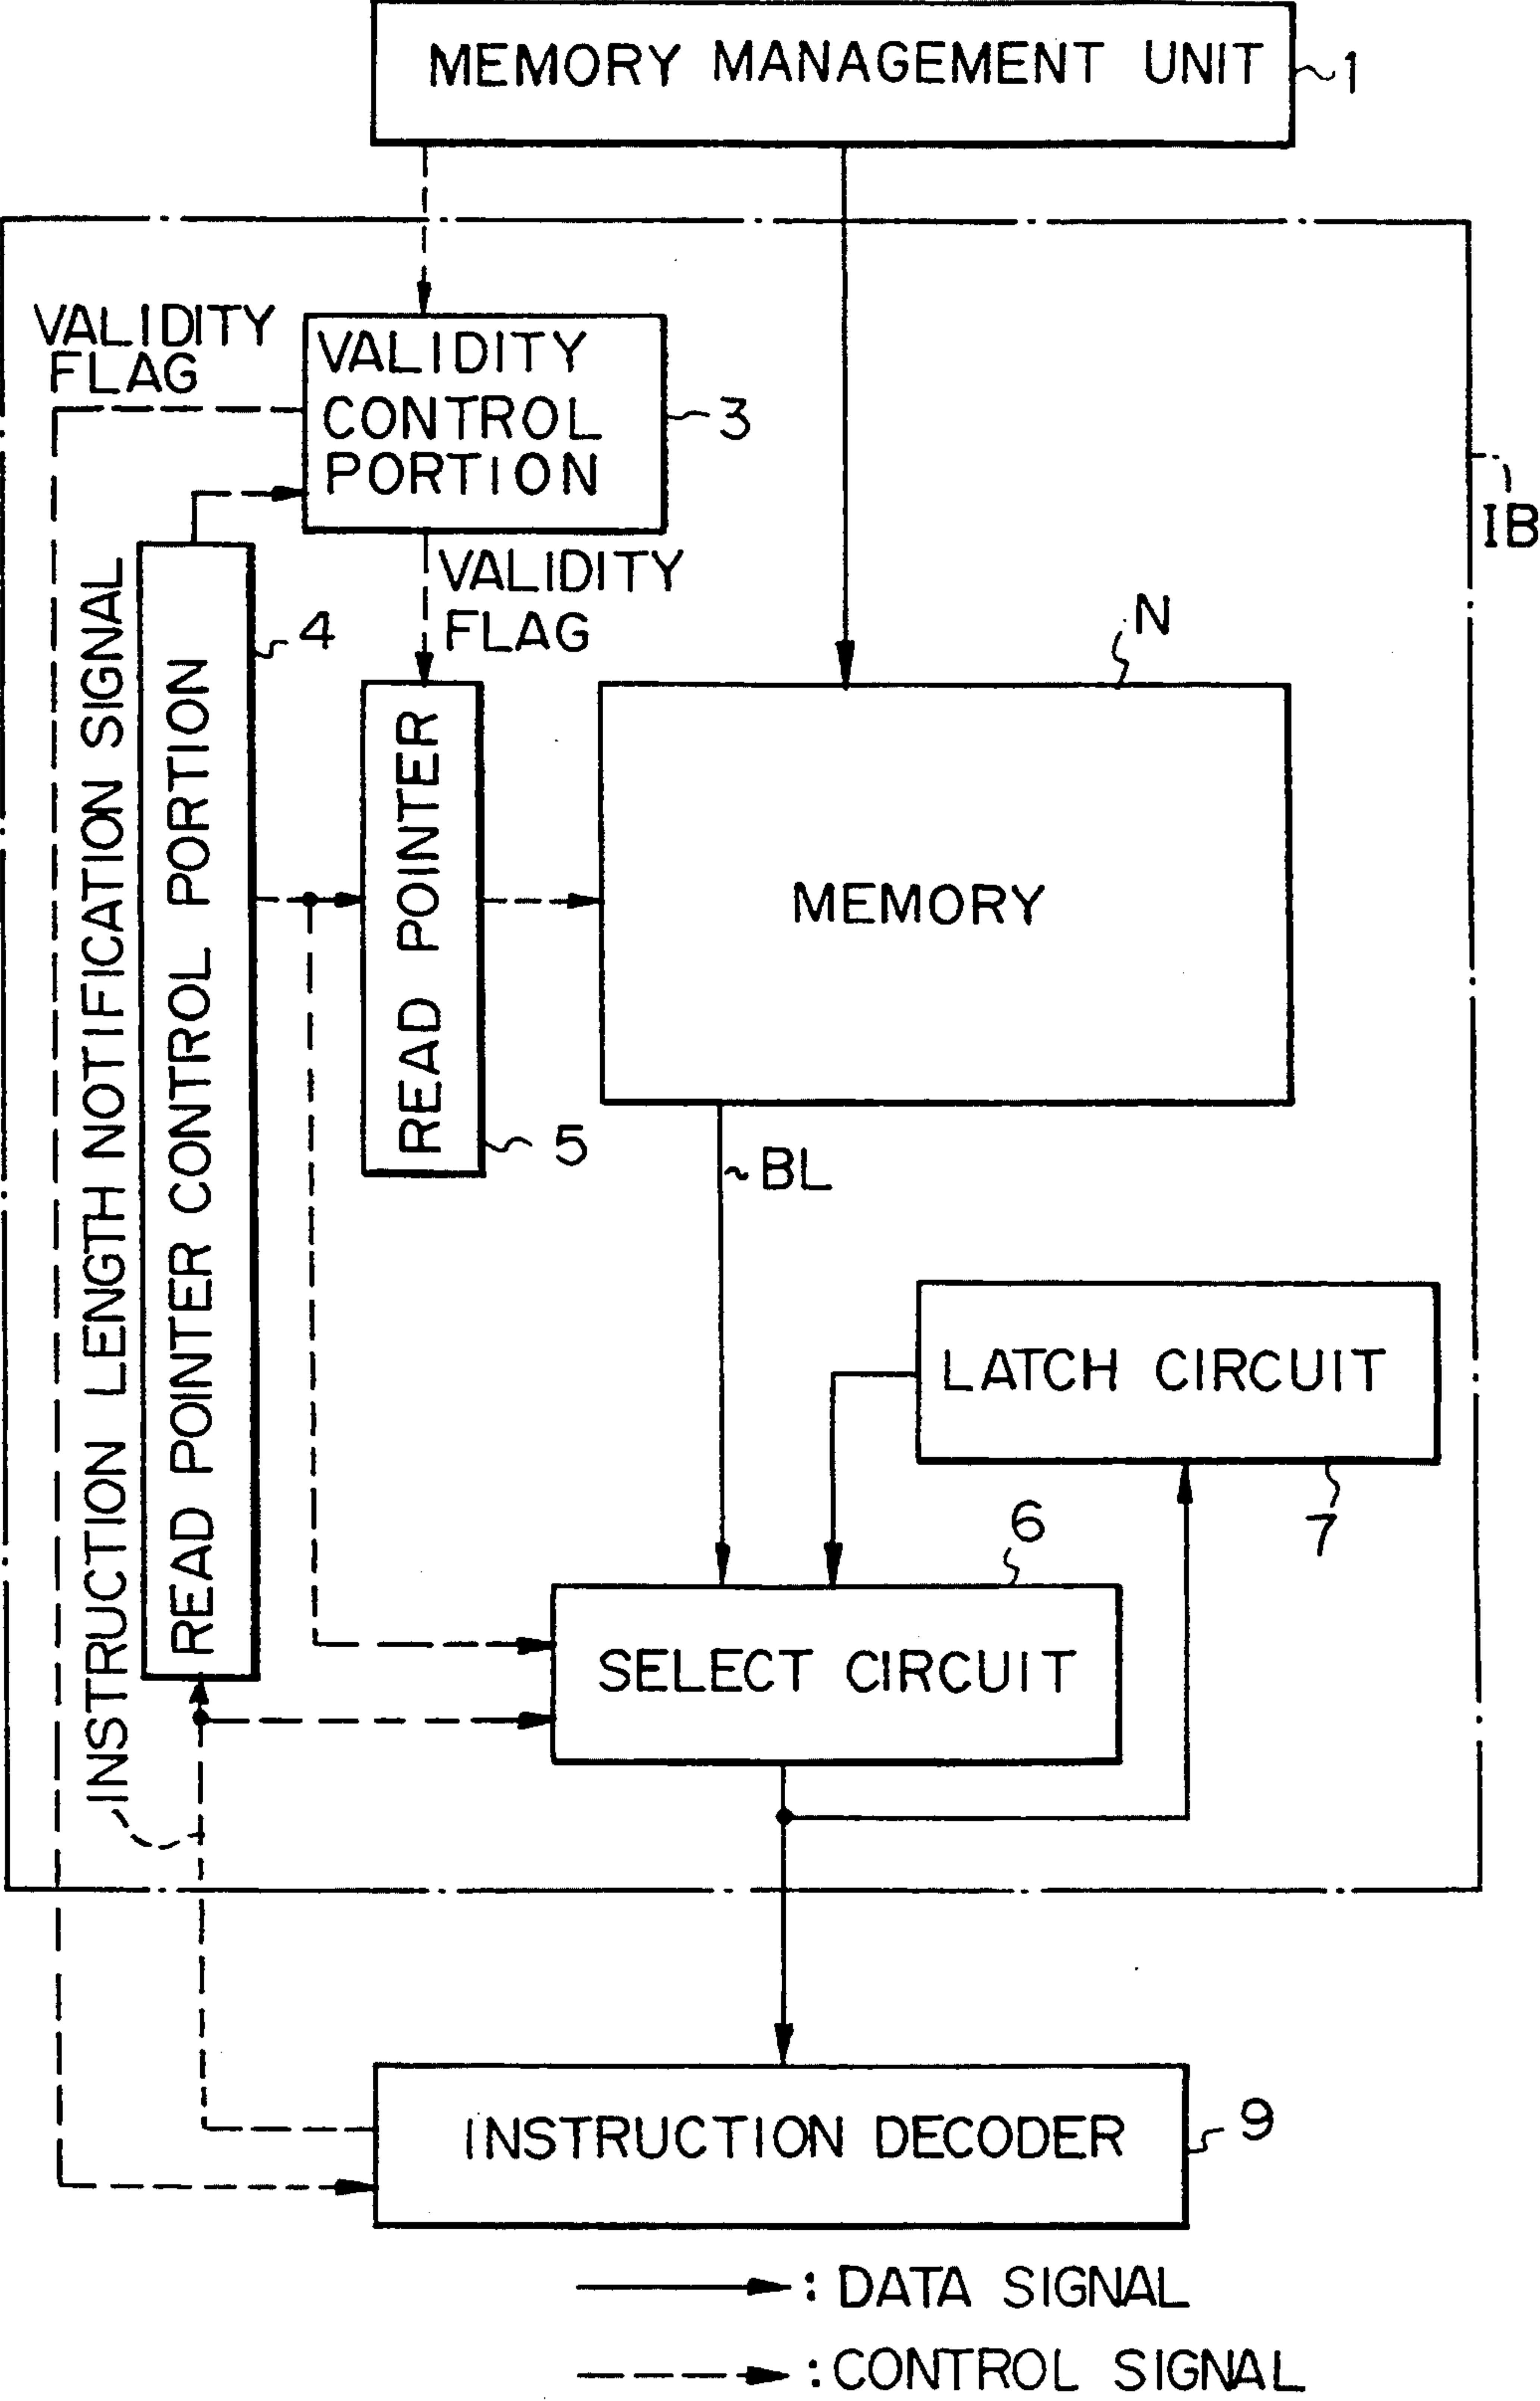 MEMORY MANAGEMENT UNIT
1
VALIDITY
FLAG
VALIDITY
CONTROL
PORTION
3
IB
VALIDITY
FLAG
INSTRUCTION LENGTH NOTIFICATION SIGNAL
READ POINTER CONTROL PORTION
4
READ POINTER
5
N
MEMORY
BL
LATCH CIRCUIT
7
6
SELECT CIRCUIT
INSTRUCTION DECODER
9
: DATA SIGNAL
: CONTROL SIGNAL